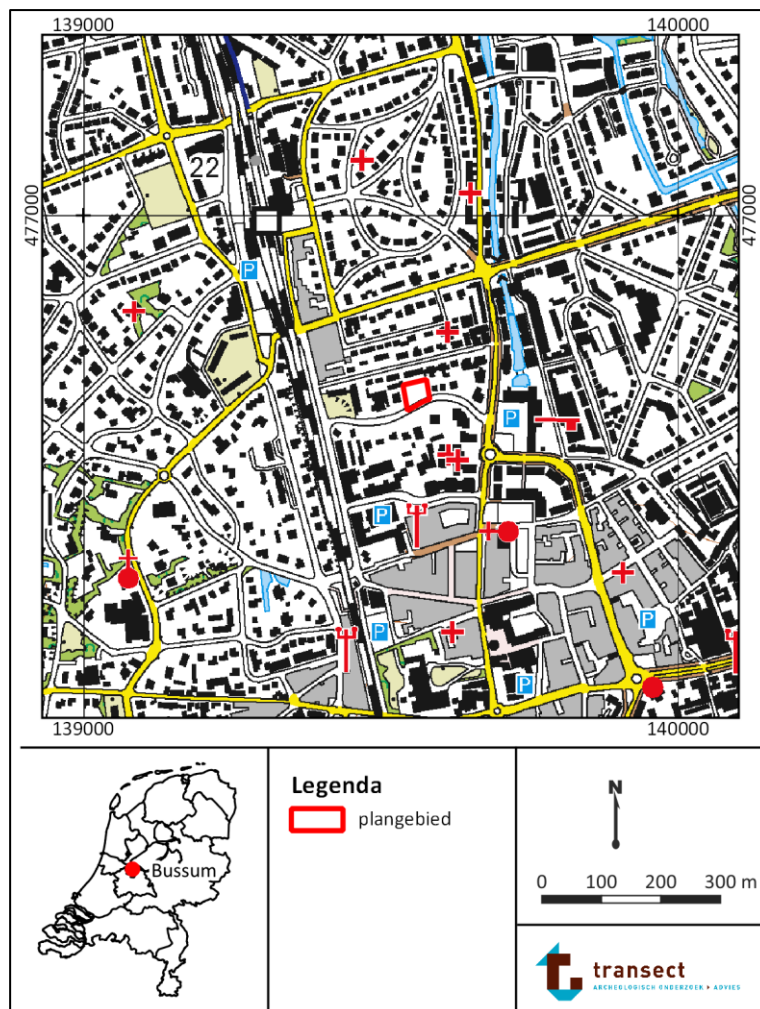 139000 140000
22
477000 477000
P
P
P
P
P
P
139000 140000
Legenda
plangebied
Bussum
N
0 100 200 300 m
transect
ARCHEOLOGISCH ONDERZOEK ▸ ADVIES